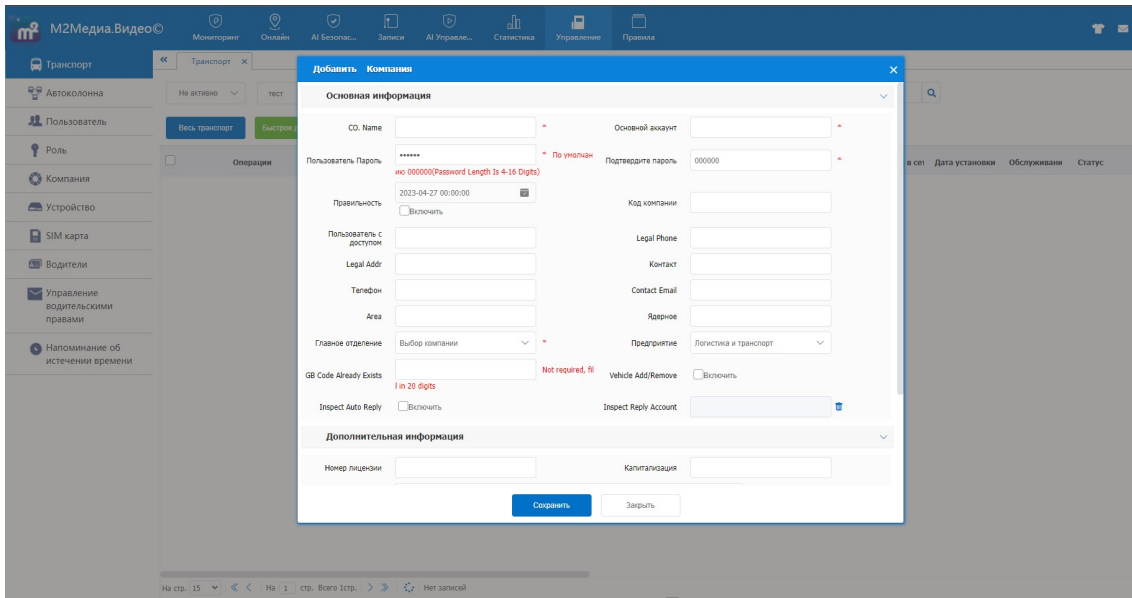 м² М2Медиа.Видео©
Мониторинг Онлайн AI Безопас... Записи AI Управле... Статистика Управление Правила
Транспорт
Автоколонна
Пользователь
Роль
Компания
Устройство
SIM карта
Водители
Управление
водительскими
правами
Напоминание об
истечении времени
« Транспорт ×
Не активно тест
Весь транспорт Быстрое д
Операции в сет Дата установки Обслуживани Статус
Добавить Компания ×
Основная информация
CO. Name * Основной аккаунт *
Пользователь Пароль •••••• * По умолчан
ию 000000(Password Length Is 4-16 Digits)
Подтвердите пароль 000000 *
Правильность 2023-04-27 00:00:00
Включить
Код компании
Пользователь с
доступом
Legal Phone
Legal Addr Контакт
Телефон Contact Email
Area Ядерное
Главное отделение Выбор компании * Предприятие Логистика и транспорт
GB Code Already Exists Not required, fil
l in 20 digits
Vehicle Add/Remove Включить
Inspect Auto Reply Включить Inspect Reply Account
Дополнительная информация
Номер лицензии Капитализация
Сохранить Закрыть
На стр. 15 На 1 стр. Всего 1стр. Нет записей